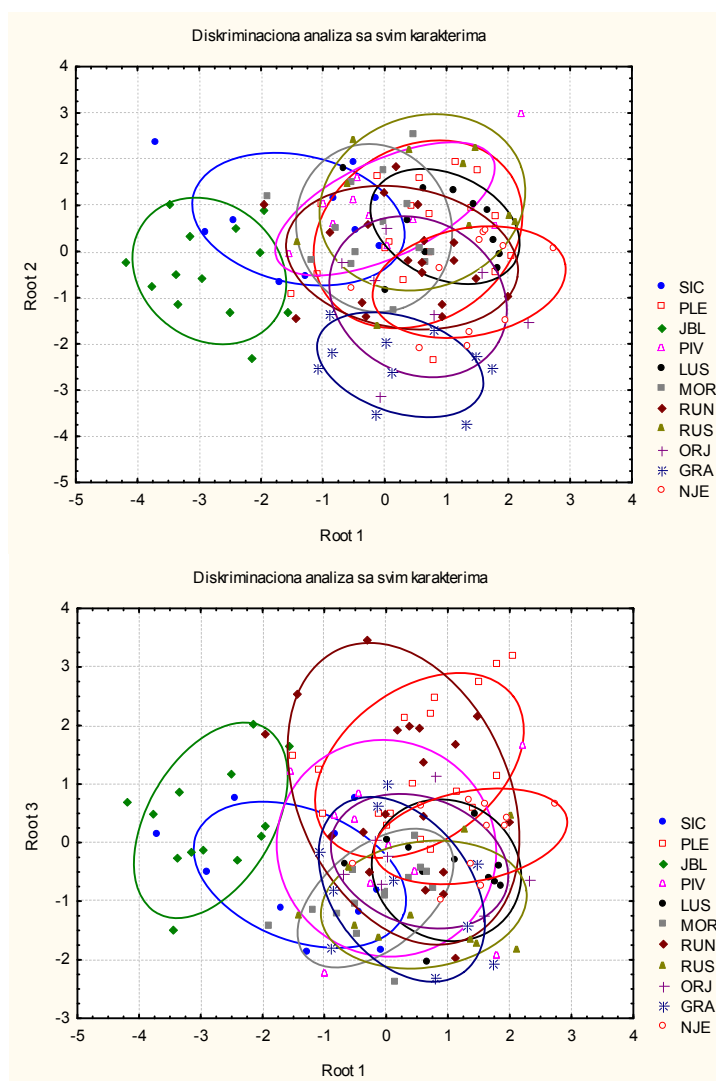 Diskriminaciona analiza sa svim karakterima
4
3
2
1
0
-1
-2
-3
-4
-5
Root 2
-5
-4
-3
-2
-1
0
1
2
3
4
Root 1
SIC
PLE
JBL
PIV
LUS
MOR
RUN
RUS
ORJ
GRA
NJE
Diskriminaciona analiza sa svim karakterima
4
3
2
1
0
-1
-2
-3
Root 3
-5
-4
-3
-2
-1
0
1
2
3
4
Root 1
SIC
PLE
JBL
PIV
LUS
MOR
RUN
RUS
ORJ
GRA
NJE